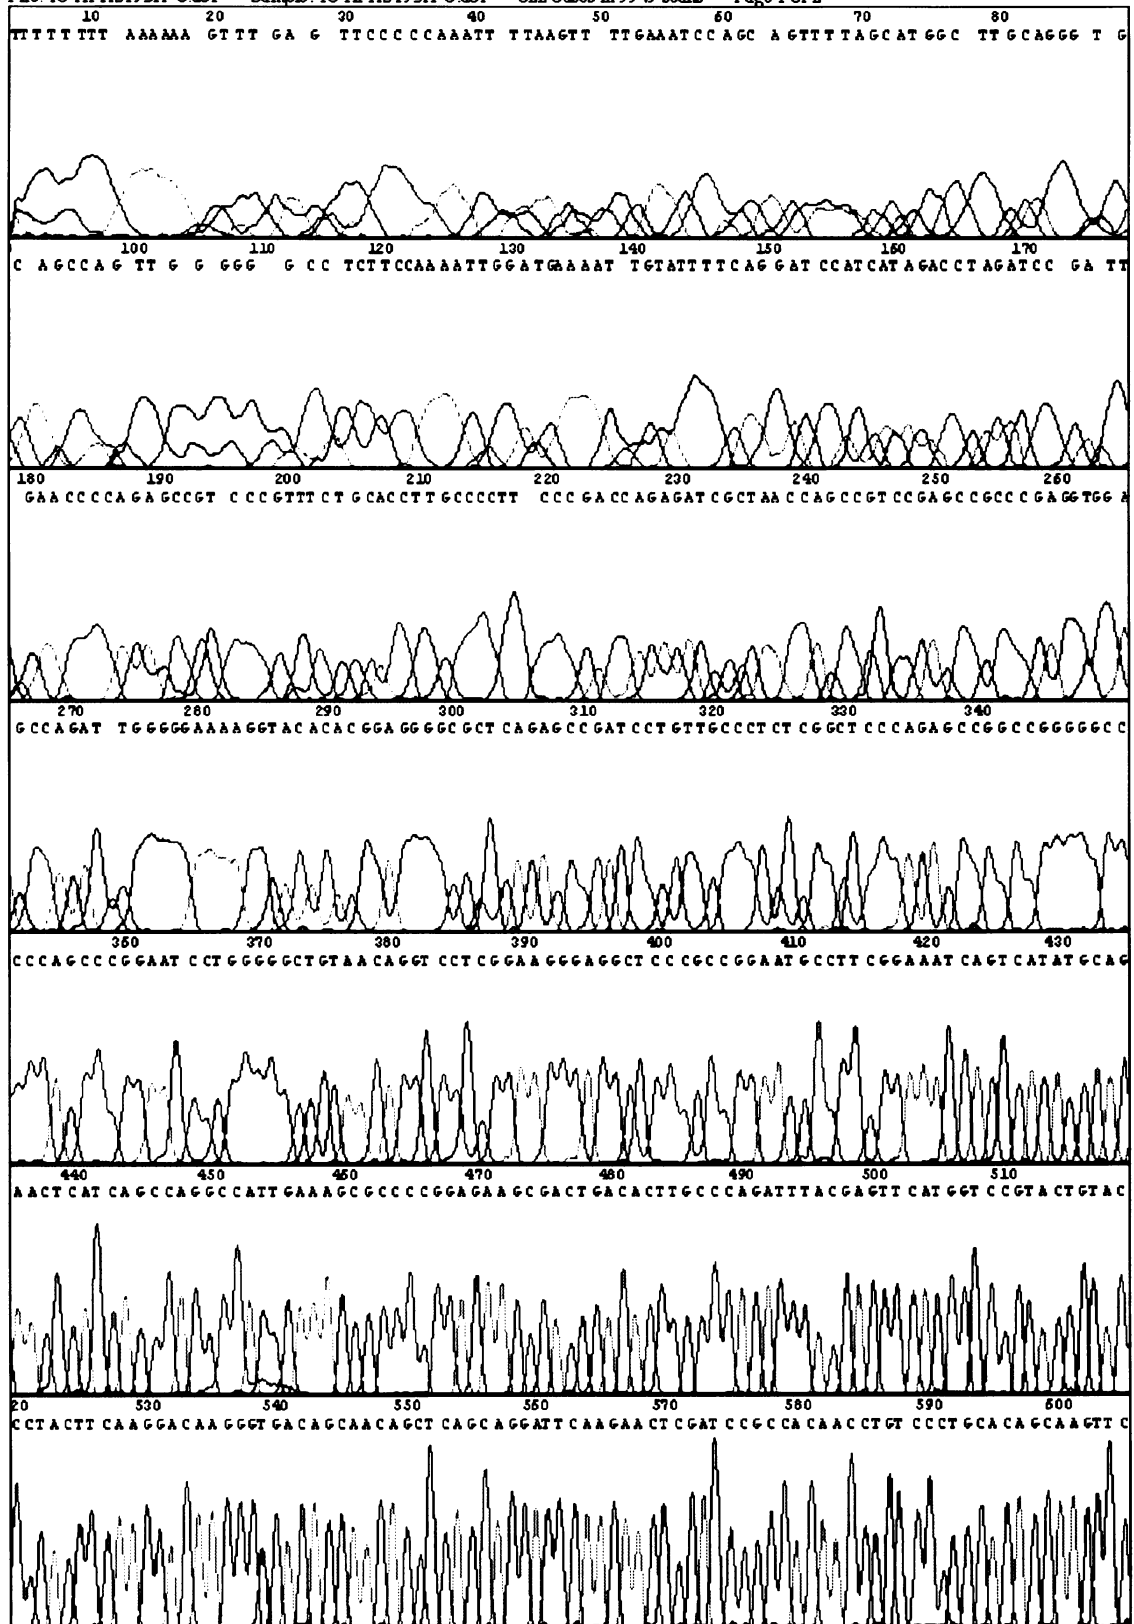 10 20 30 40 50 60 70 80
TTTTTTTT AAAAAA GTTT GA G TTCCCCCAAATT TTAAGTT TTGAAATCCAGC AGTTTTAGCATGGC TTGCAGGG T G
100 110 120 130 140 150 160 170
C AGCCAG TT G G GGG G CC TCTTCCAAAATTGGATGAAAAT TGTATTTTCAGGAT CCATCATAGACCTAGATCC GA TT
180 190 200 210 220 230 240 250 260
GAACCCCAGAGCCGT CCCGTTTCTGCACCTTGCCCCTT CCCGACCAGAGATCGCTAACCAGCCGTCCGAGCCGCCCGAGGTGGA
270 280 290 300 310 320 330 340
GCCAGAT TGGGGGAAAAGGTACACACGGAGGGGCGCTCAGAGCCGATCCTGTTGCCCTCTCGGCTCCCAGAGCCGGCCGGGGGCC
360 370 380 390 400 410 420 430
CCCAGCCCGGAATCCTGGGGGCTGTAACAGGTCCTCGGAAGGGAGGCTCCCGCCGGAATGCCTTCGGAAATCAGTCATATGCAG
440 450 460 470 480 490 500 510
AACTCATCAGCCAGGCCATTGAAAGCGCCCCGGAGAAGCGACTGACACTTGCCCAGATTTACGAGTTCATGGTCCGTACTGTAC
20 530 540 550 560 570 580 590 600
CCTACTTCAAGGACAAGGGTGACAGCAACAGCTCAGCAGGATTCAAGAACTCGATCCGCCACAACCTGTCCCTGCACAGCAAGTTC